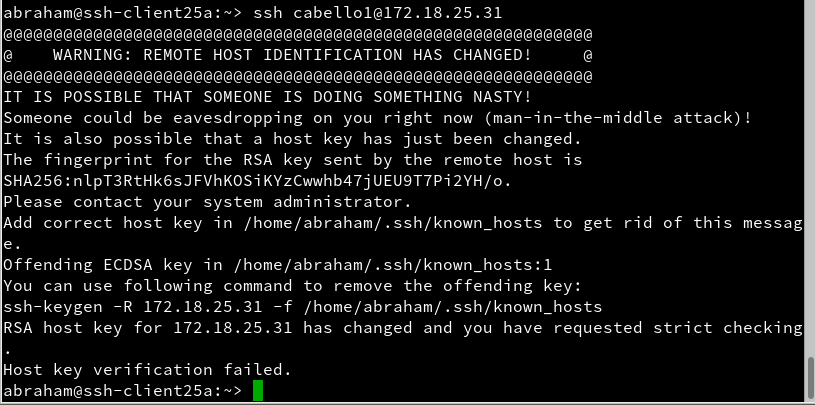 abraham@ssh-client25a:~> ssh cabello1@172.18.25.31
@@@@@@@@@@@@@@@@@@@@@@@@@@@@@@@@@@@@@@@@@@@@@@@@@@@@@@@@@@@
@    WARNING: REMOTE HOST IDENTIFICATION HAS CHANGED!     @
@@@@@@@@@@@@@@@@@@@@@@@@@@@@@@@@@@@@@@@@@@@@@@@@@@@@@@@@@@@
IT IS POSSIBLE THAT SOMEONE IS DOING SOMETHING NASTY!
Someone could be eavesdropping on you right now (man-in-the-middle attack)!
It is also possible that a host key has just been changed.
The fingerprint for the RSA key sent by the remote host is
SHA256:nlpT3RtHk6sJFVhKOSiKYzCwwhb47jUEU9T7Pi2YH/o.
Please contact your system administrator.
Add correct host key in /home/abraham/.ssh/known_hosts to get rid of this messag
e.
Offending ECDSA key in /home/abraham/.ssh/known_hosts:1
You can use following command to remove the offending key:
ssh-keygen -R 172.18.25.31 -f /home/abraham/.ssh/known_hosts
RSA host key for 172.18.25.31 has changed and you have requested strict checking
.
Host key verification failed.
abraham@ssh-client25a:~>